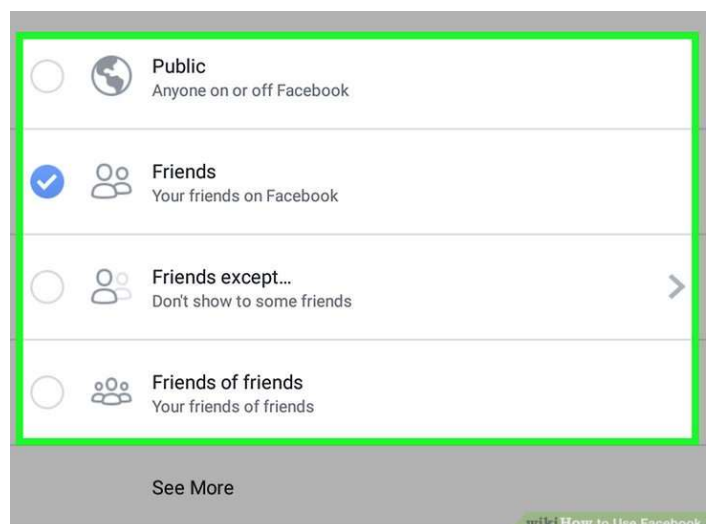 Public
Anyone on or off Facebook
Friends
Your friends on Facebook
Friends except...
Don't show to some friends
Friends of friends
Your friends of friends
See More
wikiHow to Use Facebook